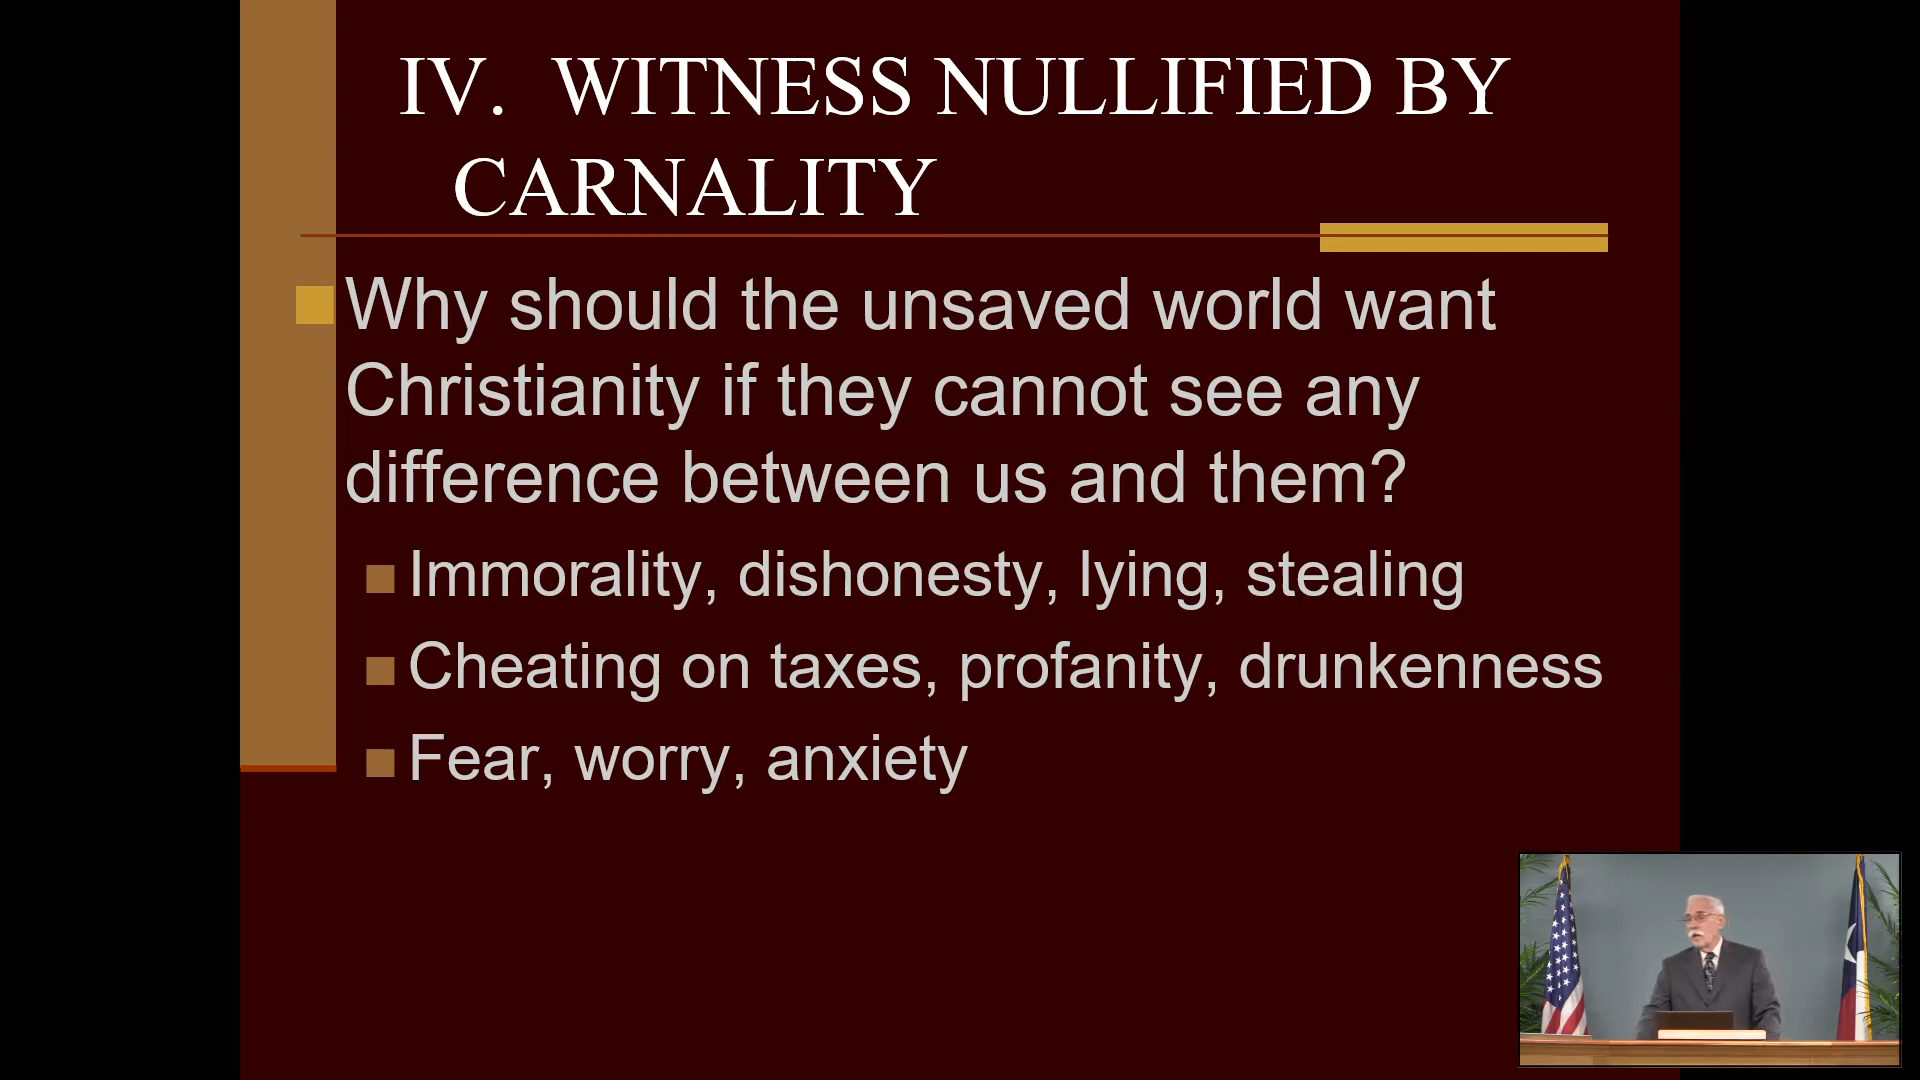 IV. WITNESS NULLIFIED BY
CARNALITY
Why should the unsaved world want
Christianity if they cannot see any
difference between us and them?
Immorality, dishonesty, lying, stealing
Cheating on taxes, profanity, drunkenness
Fear, worry, anxiety